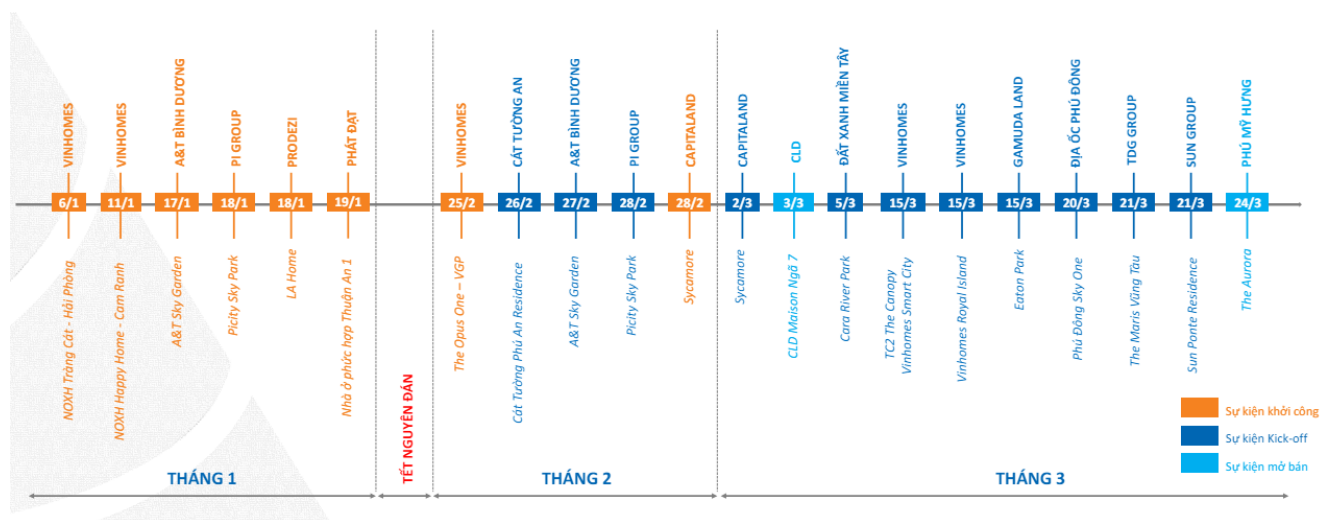 VINHOMES
VINHOMES
A&T BÌNH DƯƠNG
PI GROUP
PRODEZI
PHÁT ĐẠT
VINHOMES
CÁT TƯỜNG AN
A&T BÌNH DƯƠNG
PI GROUP
CAPITALAND
CAPITALAND
CLD
ĐẤT XANH MIỀN TÂY
VINHOMES
VINHOMES
GAMUDA LAND
ĐỊA ỐC PHÚ ĐÔNG
TDG GROUP
SUN GROUP
PHÚ MỸ HƯNG
6/1
11/1
17/1
18/1
18/1
19/1
25/2
26/2
27/2
28/2
28/2
2/3
3/3
5/3
15/3
15/3
15/3
20/3
21/3
21/3
24/3
NOXH Tràng Cát - Hải Phòng
NOXH Happy Home - Cam Ranh
A&T Sky Garden
Picity Sky Park
LA Home
Nhà ở phức hợp Thuận An 1
TẾT NGUYÊN ĐÁN
The Opus One – VGP
Cát Tường Phú An Residence
A&T Sky Garden
Picity Sky Park
Sycamore
Sycamore
CLD Maison Ngã 7
Cara River Park
TC2 The Canopy
Vinhomes Smart City
Vinhomes Royal Island
Eaton Park
Phú Đông Sky One
The Maris Vũng Tàu
Sun Ponte Residence
The Aurora
Sự kiện khởi công
Sự kiện Kick-off
Sự kiện mở bán
THÁNG 1
THÁNG 2
THÁNG 3